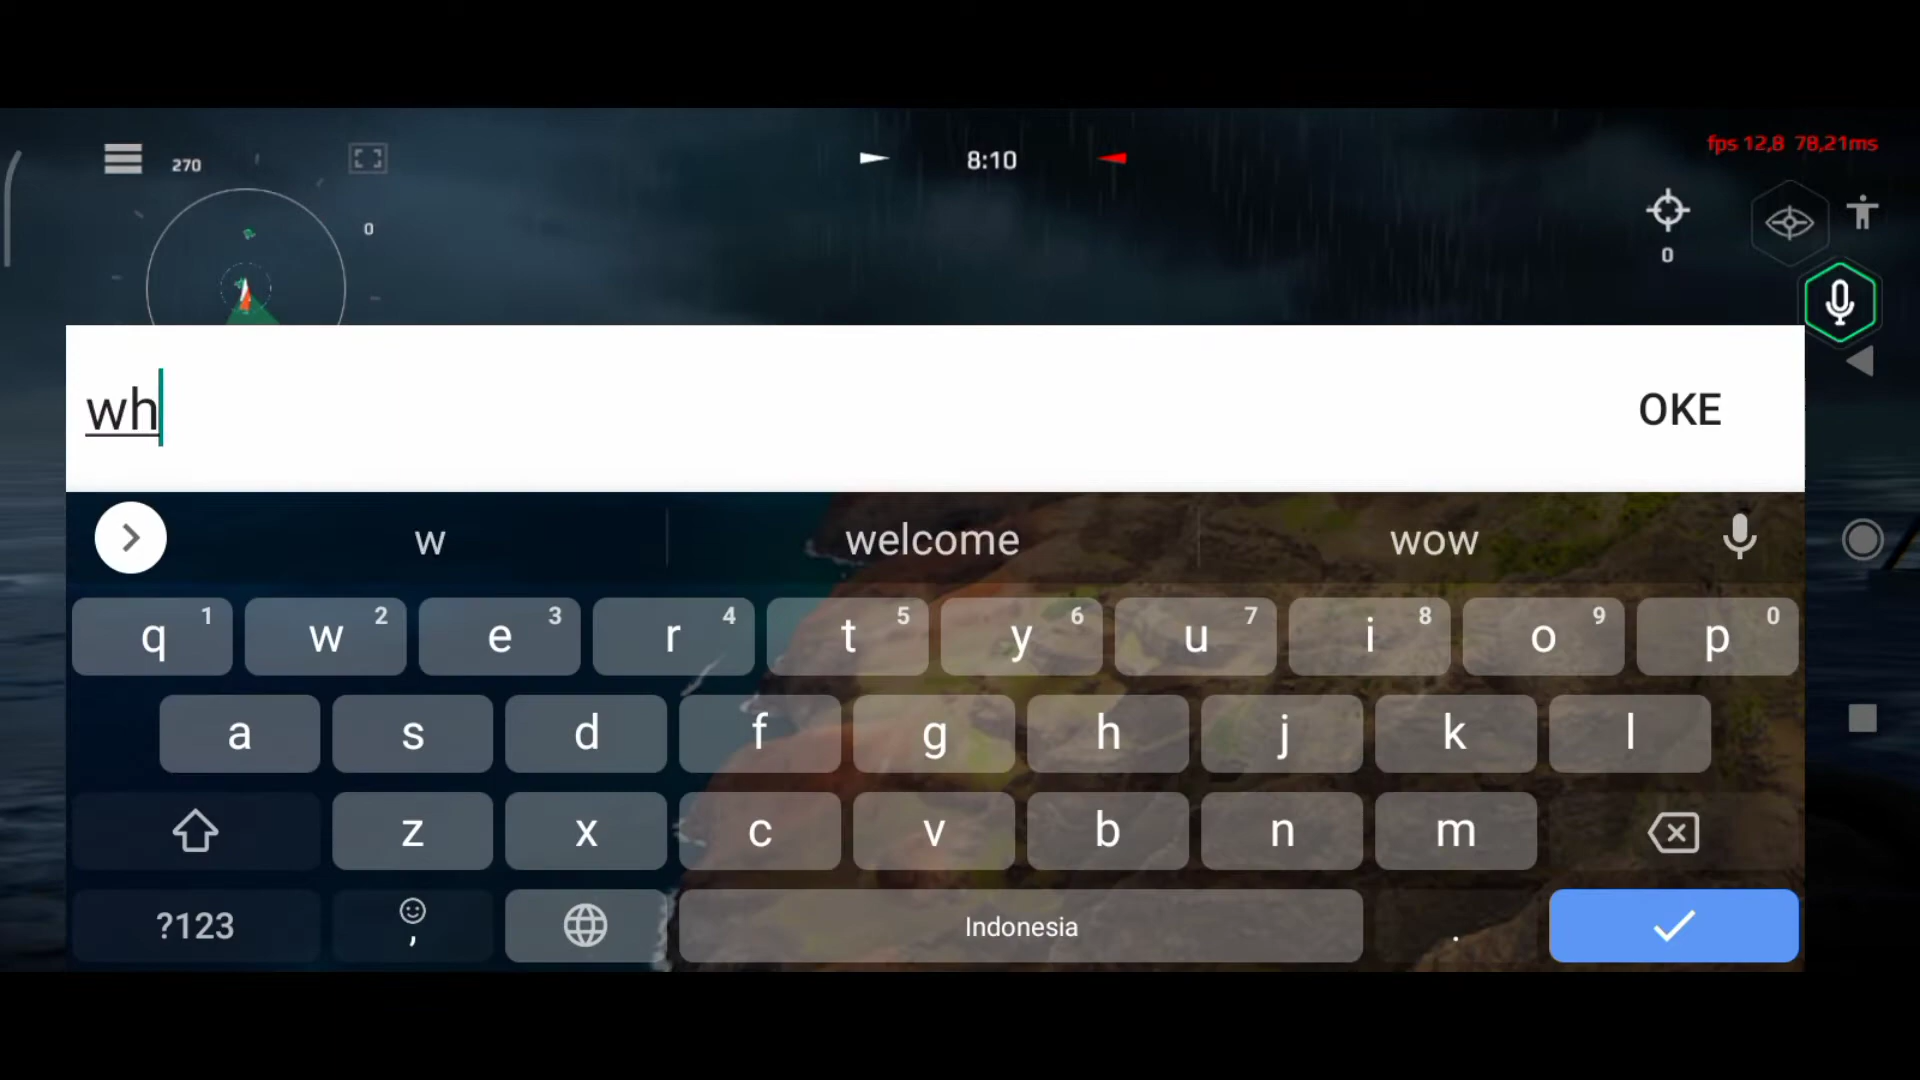 270
8:10
fps 12,8 78,21ms
0
0
wh
OKE
w welcome wow
q 1 w 2 e 3 r 4 t 5 y 6 u 7 i 8 o 9 p 0
a s d f g h j k l
z x c v b n m
?123 , Indonesia .